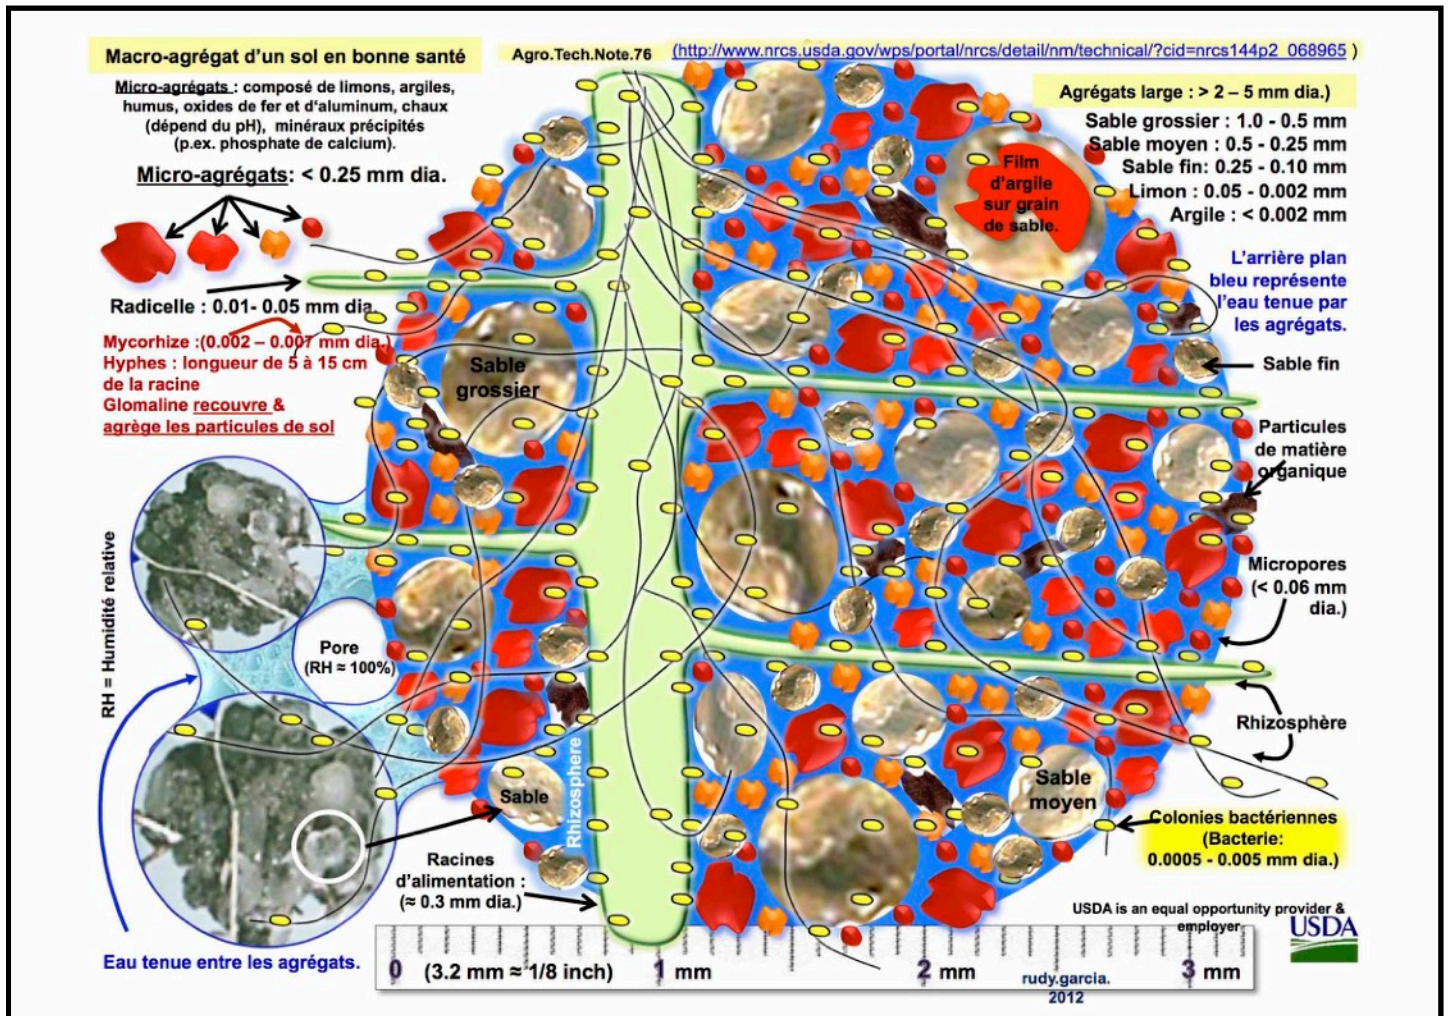 Macro-agrégat d'un sol en bonne santé
Agro.Tech.Note.76
(http://www.nrcs.usda.gov/wps/portal/nrcs/detail/nm/technical/?cid=nrcs144p2_068965 )
Micro-agrégats : composé de limons, argiles,
humus, oxides de fer et d'aluminum, chaux
(dépend du pH), minéraux précipités
(p.ex. phosphate de calcium).
Micro-agrégats: < 0.25 mm dia.
Agrégats large : > 2 – 5 mm dia.)
Sable grossier : 1.0 - 0.5 mm
Sable moyen : 0.5 - 0.25 mm
Sable fin: 0.25 - 0.10 mm
Limon : 0.05 - 0.002 mm
Argile : < 0.002 mm
Film
d'argile
sur grain
de sable.
L'arrière plan
bleu représente
l'eau tenue par
les agrégats.
Radicelle : 0.01- 0.05 mm dia.
Mycorhize :(0.002 – 0.007 mm dia.)
Hyphes : longueur de 5 à 15 cm
de la racine
Glomaline recouvre &
agrège les particules de sol
Sable
grossier
Sable fin
Particules
de matière
organique
Micropores
(< 0.06 mm
dia.)
RH = Humidité relative
Pore
(RH ≈ 100%)
Rhizosphère
Rhizosphere
Sable
Sable
moyen
Colonies bactériennes
(Bacterie:
0.0005 - 0.005 mm dia.)
Racines
d'alimentation :
(≈ 0.3 mm dia.)
USDA is an equal opportunity provider &
employer
USDA
Eau tenue entre les agrégats.
0 (3.2 mm ≈ 1/8 inch) 1 mm 2 mm 3 mm
rudy.garcia.
2012